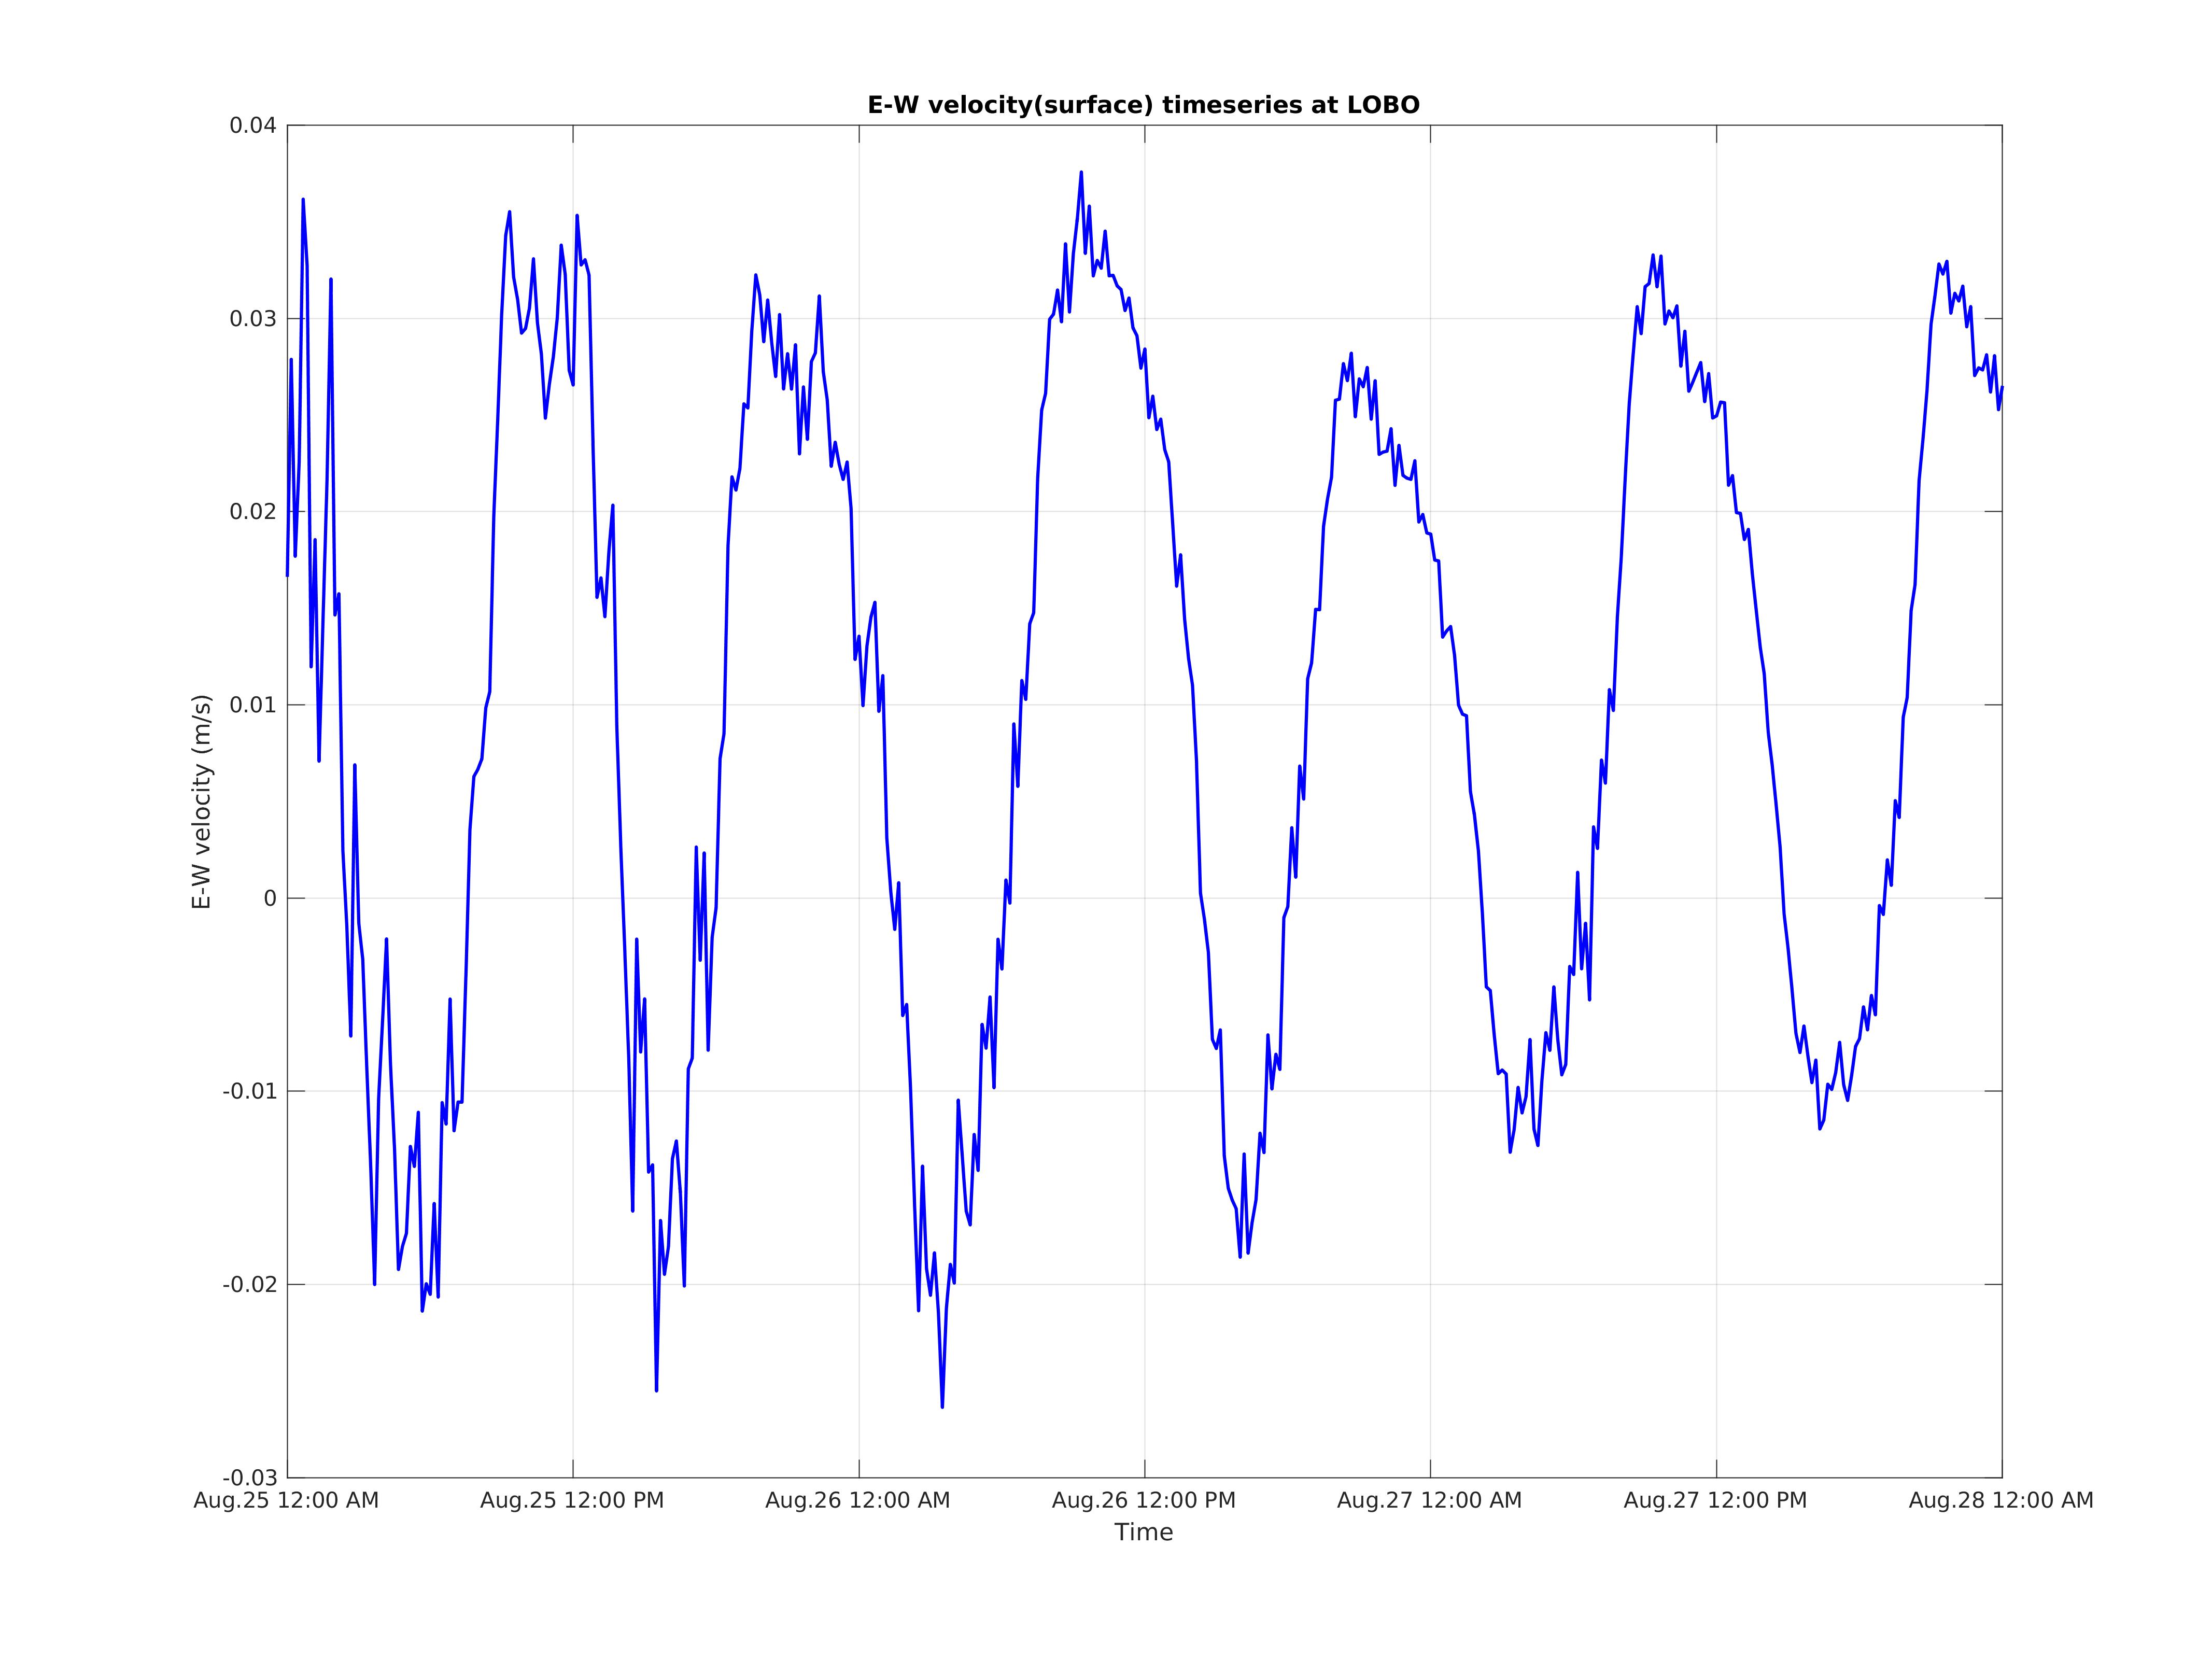 E-W velocity(surface) timeseries at LOBO
0.04
0.03
0.02
0.01
0
-0.01
-0.02
-0.03
E-W velocity (m/s)
Aug.25 12:00 AM Aug.25 12:00 PM Aug.26 12:00 AM Aug.26 12:00 PM Aug.27 12:00 AM Aug.27 12:00 PM Aug.28 12:00 AM
Time